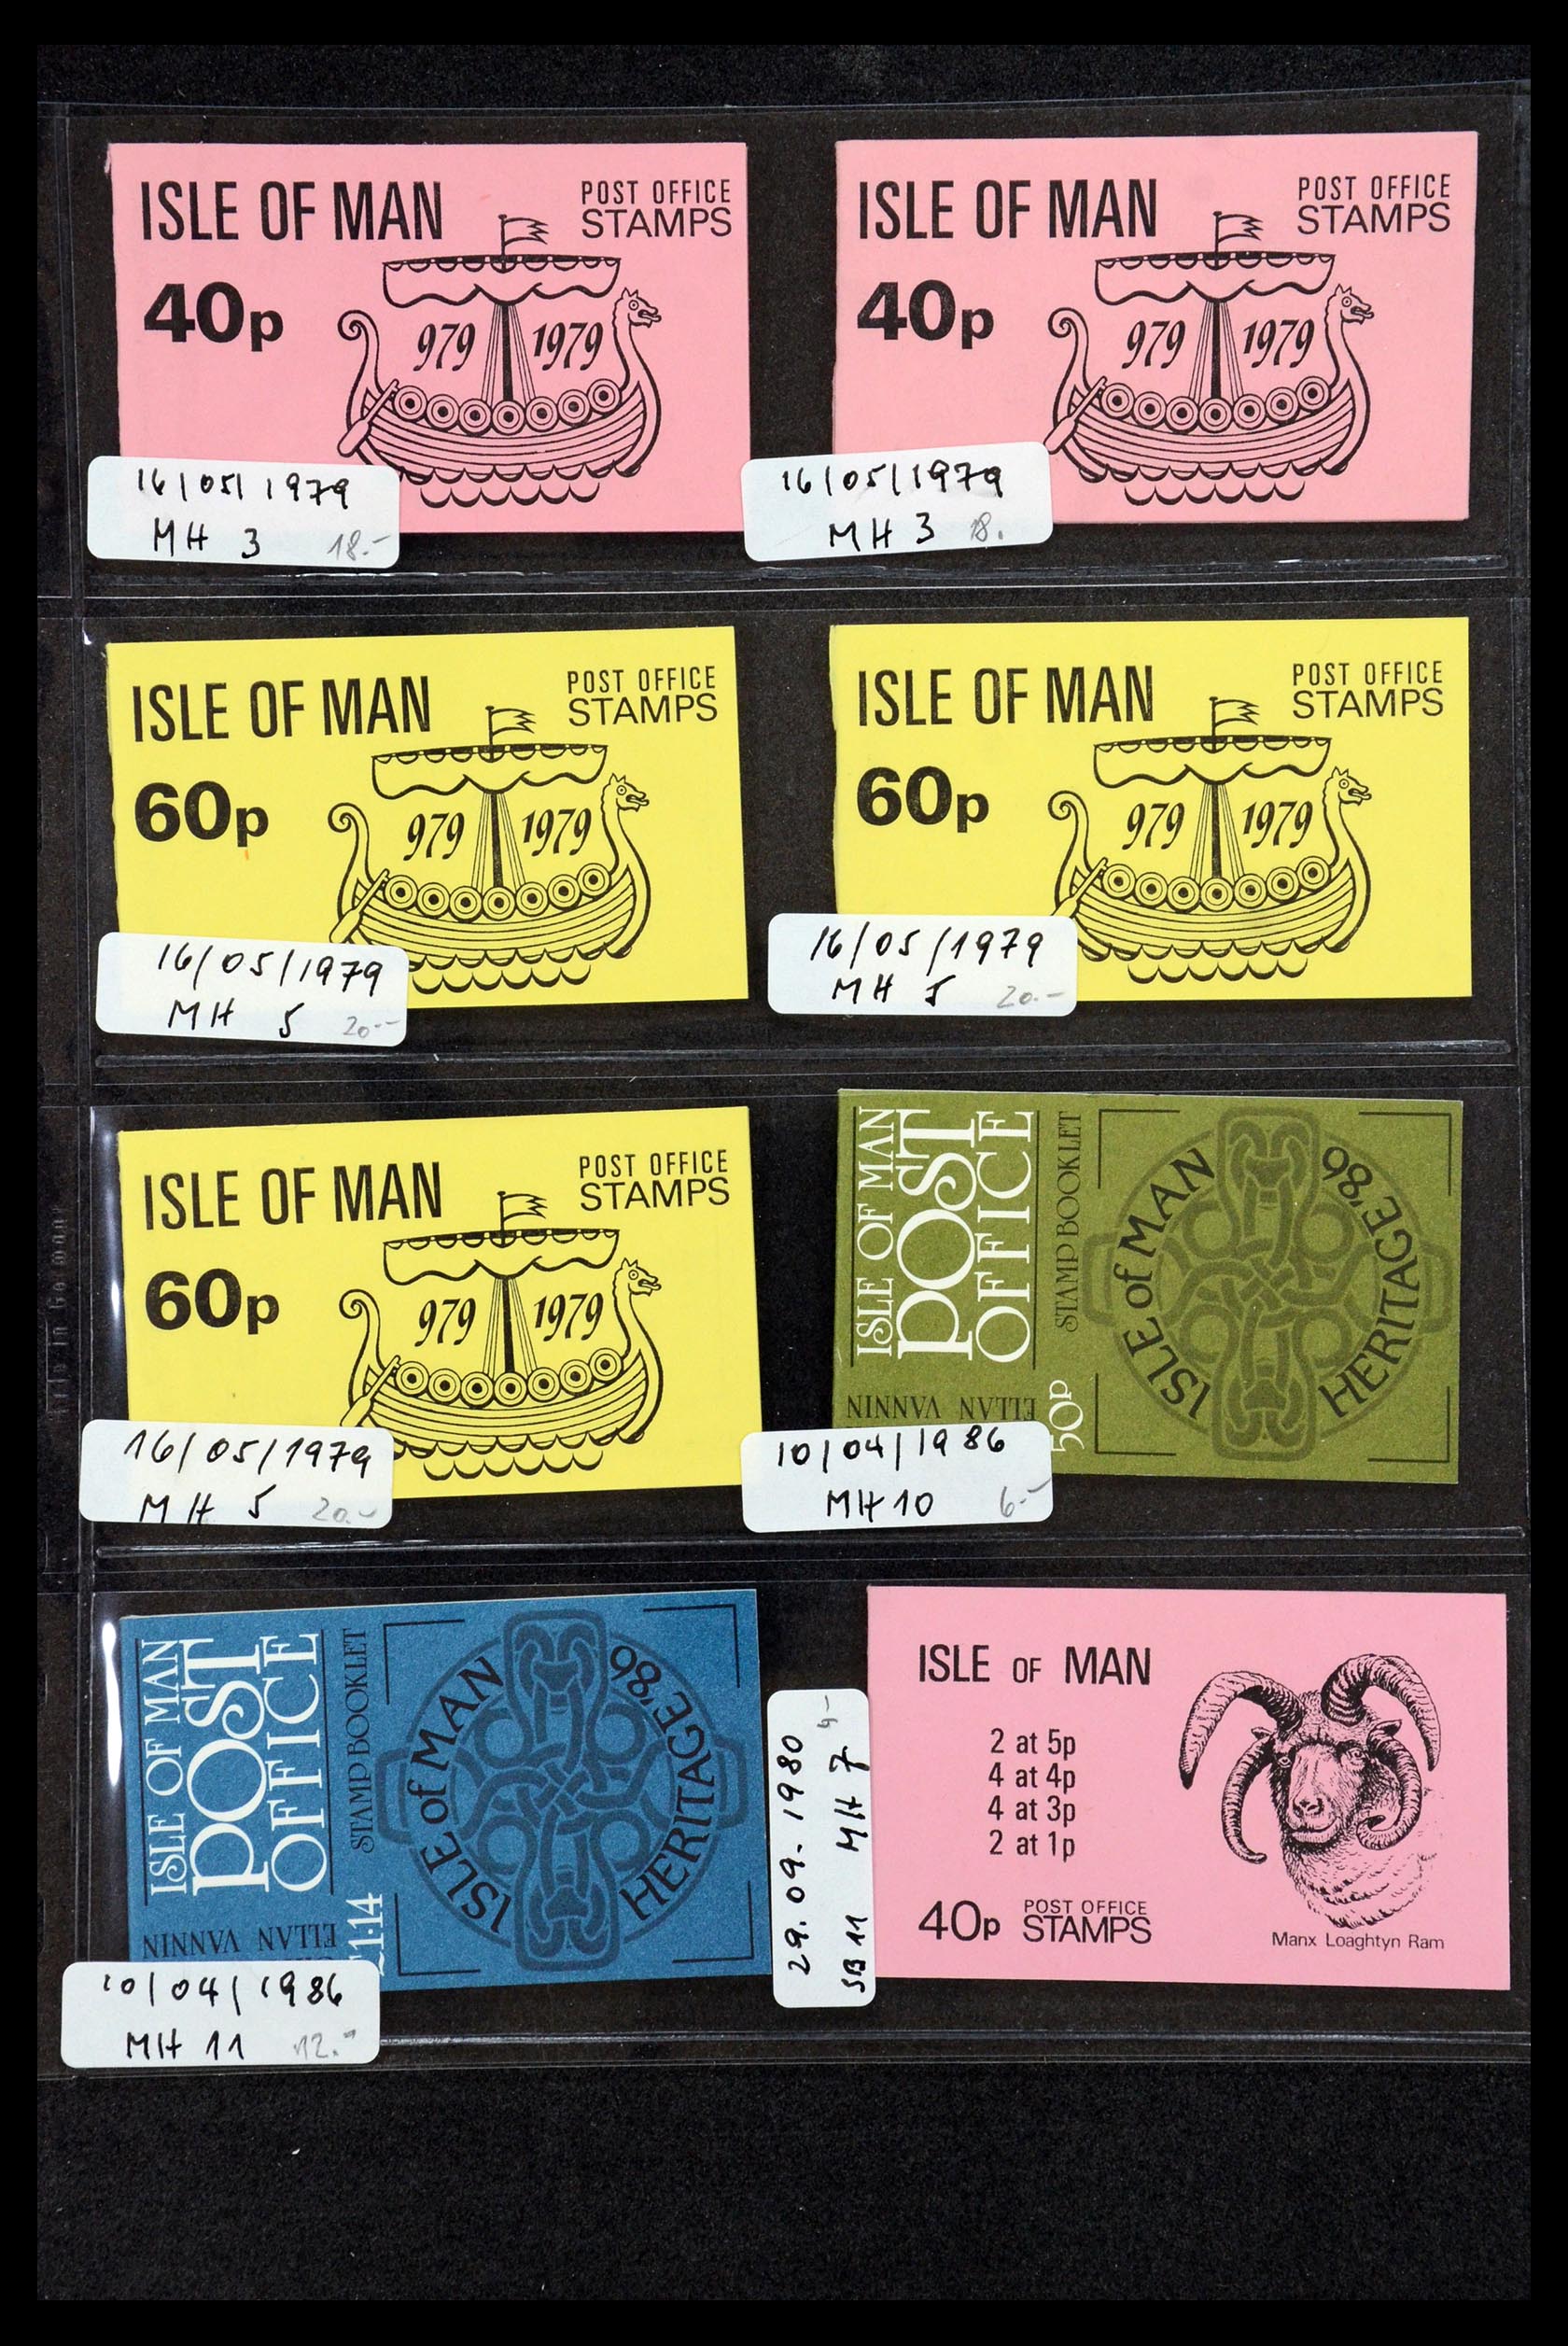 ISLE OF MAN
POST OFFICE
STAMPS
40p
979 1979
16/05/1979
MH 3 18.-
ISLE OF MAN
POST OFFICE
STAMPS
40p
979 1979
16/05/1979
MH 3 18.
ISLE OF MAN
POST OFFICE
STAMPS
60p
979 1979
16/05/1979
MH 5 20.-
ISLE OF MAN
POST OFFICE
STAMPS
60p
979 1979
16/05/1979
MH 5 20.-
ISLE OF MAN
POST OFFICE
STAMPS
60p
979 1979
16/05/1979
MH 5 20.-
ISLE OF MAN
POST
OFFICE
STAMP BOOKLET
ELLAN VANNIN
50p
ISLE of MAN
HERITAGE '86
10/04/1986
MH 10 6.-
ISLE OF MAN
POST
OFFICE
STAMP BOOKLET
ELLAN VANNIN
£1·14
ISLE of MAN
HERITAGE '86
10/04/1986
MH 11 12.-
29.09.1980
SB 11 MH 7
ISLE OF MAN
2 at 5p
4 at 4p
4 at 3p
2 at 1p
40p POST OFFICE
STAMPS
Manx Loaghtyn Ram